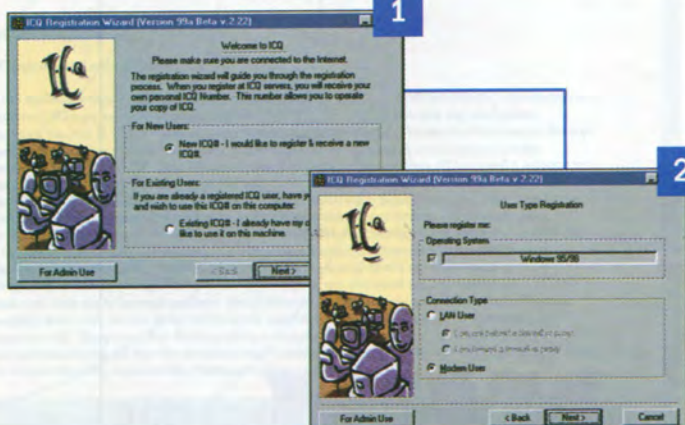 1
ICQ Registration Wizard (Version 99a Beta v.2.22)
ICQ
Welcome to ICQ
Please make sure you are connected to the Internet.
The registration wizard will guide you through the registration
process. When you register at ICQ servers, you will receive your
own personal ICQ Number. This number allows you to operate
your copy of ICQ.
For New Users:
New ICQ# - I would like to register & receive a new
ICQ#.
For Existing Users:
If you are already a registered ICQ user, have
and wish to use this ICQ# on this computer.
Existing ICQ# - I already have my
like to use it on this machine.
For Admin Use
< Back
Next >
2
ICQ Registration Wizard (Version 99a Beta v.2.22)
ICQ
User Type Registration
Please register me:
Operating System
Windows 95/98
Connection Type
LAN User
Modem User
For Admin Use
< Back
Next >
Cancel